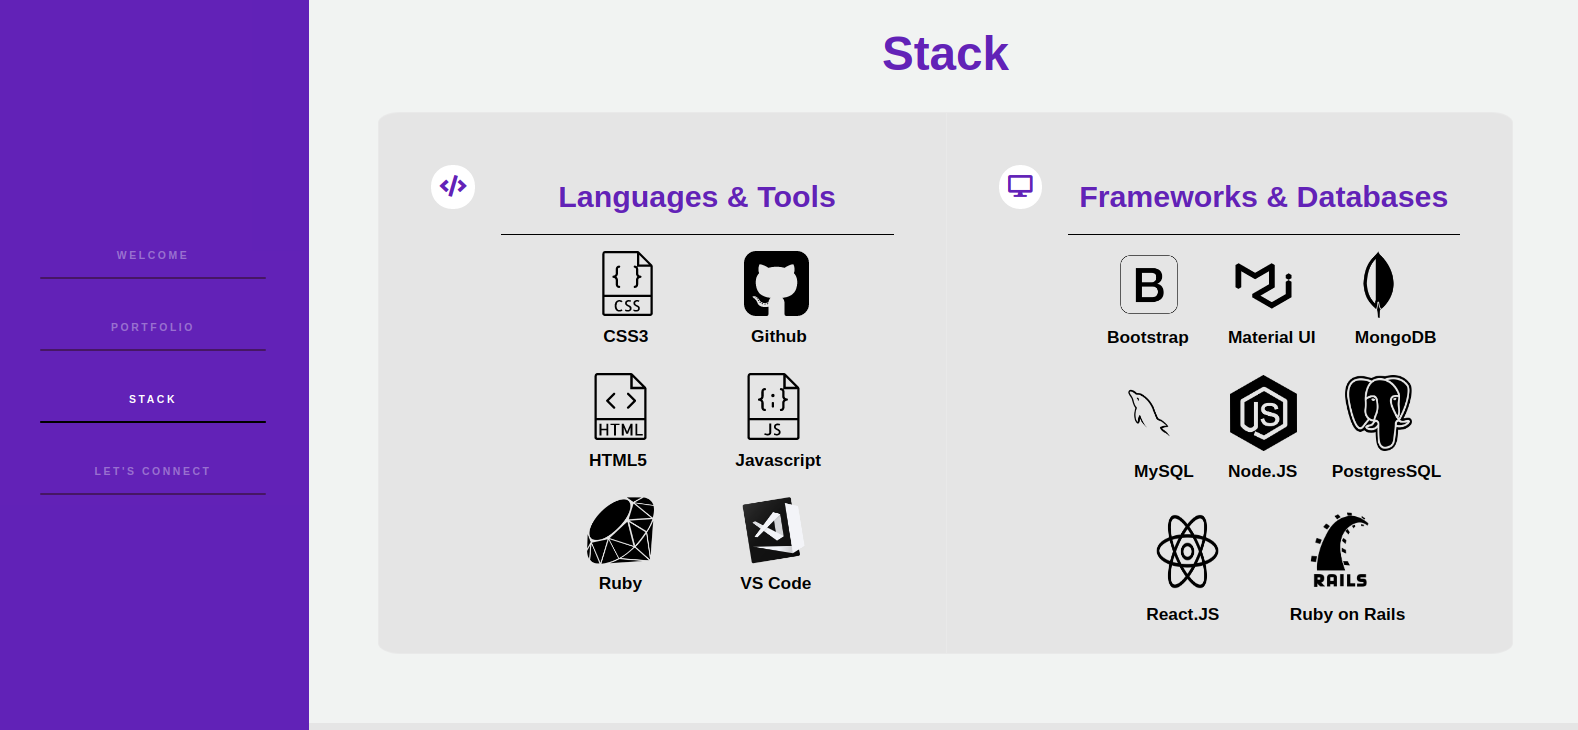 WELCOME
PORTFOLIO
STACK
LET'S CONNECT
Stack
Languages & Tools
{ }
CSS
CSS3
Github
< >
HTML
HTML5
{;}
JS
Javascript
Ruby
VS Code
Frameworks & Databases
B
Bootstrap
Material UI
MongoDB
MySQL
JS
Node.JS
PostgresSQL
React.JS
RAILS
Ruby on Rails